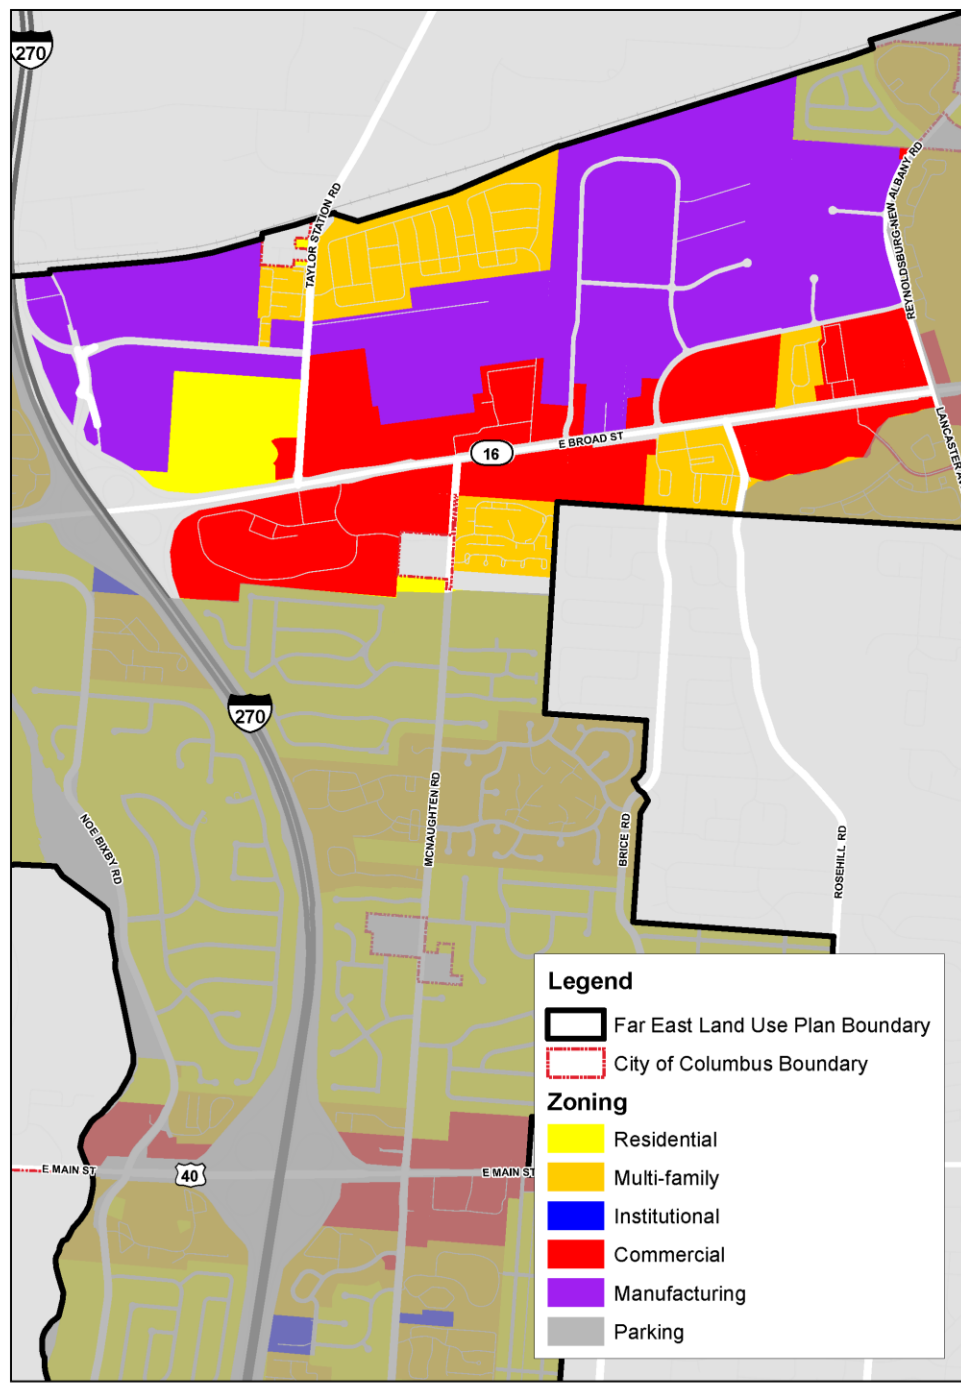 270
TAYLOR STATION RD
REYNOLDSBURG-NEW ALBANY RD
E BROAD ST
16
LANCASTER AV
270
NOE BIXBY RD
MCNAUGHTEN RD
BRICE RD
ROSEHILL RD
E MAIN ST
40
E MAIN ST
Legend
Far East Land Use Plan Boundary
City of Columbus Boundary
Zoning
Residential
Multi-family
Institutional
Commercial
Manufacturing
Parking